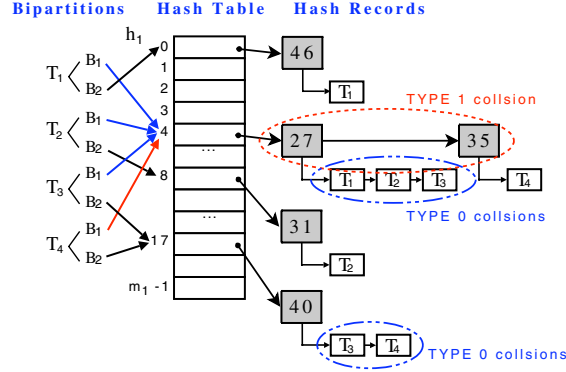 Bipartitions Hash Table Hash Records
h1
T1 B1 B2
T2 B1 B2
T3 B1 B2
T4 B1 B2
0
1
2
3
4
...
8
...
17
m1 -1
46
T1
TYPE 1 collsion
27 35
T1 T2 T3 T4
TYPE 0 collsions
31
T2
40
T3 T4
TYPE 0 collsions